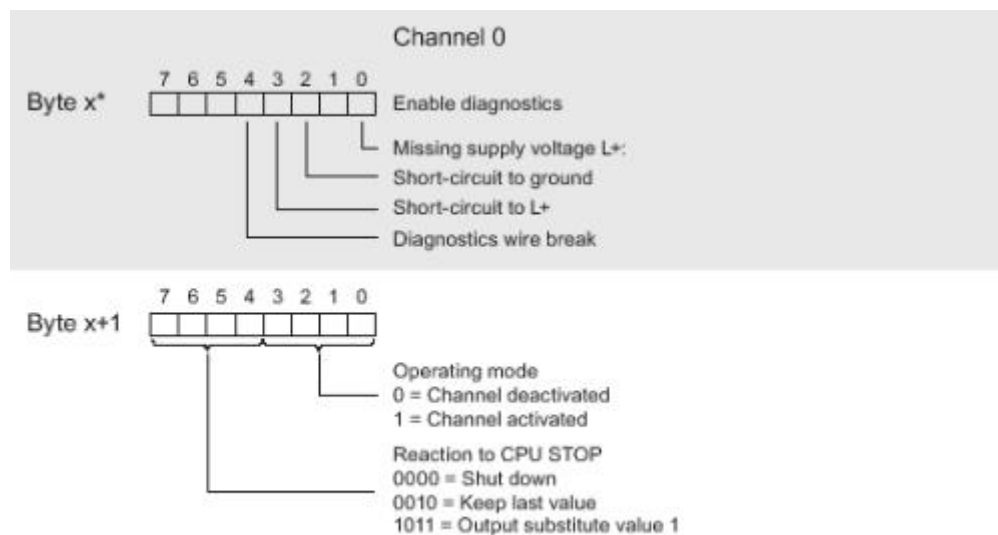 Channel 0
7 6 5 4 3 2 1 0
Byte x*
Enable diagnostics
Missing supply voltage L+:
Short-circuit to ground
Short-circuit to L+
Diagnostics wire break
7 6 5 4 3 2 1 0
Byte x+1
Operating mode
0 = Channel deactivated
1 = Channel activated
Reaction to CPU STOP
0000 = Shut down
0010 = Keep last value
1011 = Output substitute value 1